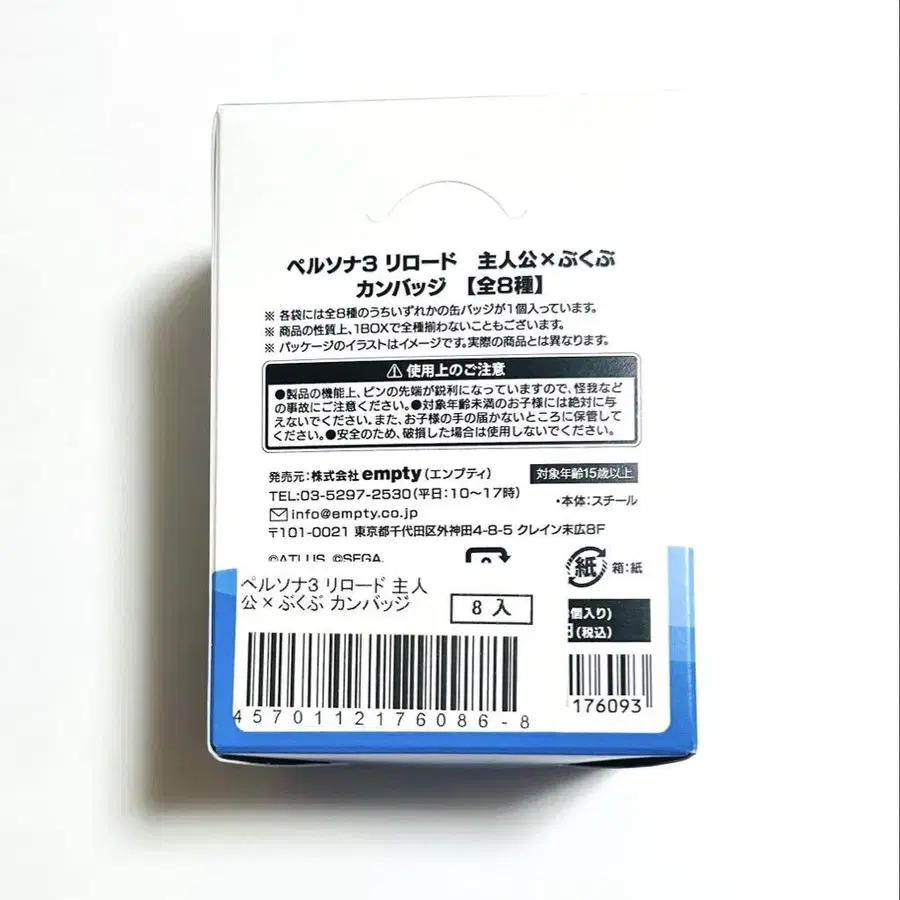 ペルソナ3 リロード 主人公×ぷくぷ
カンバッジ 【全8種】
※ 各袋には全8種のうちいずれかの缶バッジが1個入っています。
※ 商品の性質上、1BOXで全種揃わないこともございます。
※ パッケージのイラストはイメージです。実際の商品とは異なります。
⚠ 使用上のご注意
●製品の機能上、ピンの先端が鋭利になっていますので、怪我など
の事故にご注意ください。●対象年齢未満のお子様には絶対に与
えないでください。また、お子様の手の届かないところに保管して
ください。●安全のため、破損した場合は使用しないでください。
発売元:株式会社empty(エンプティ)
対象年齢15歳以上
TEL:03-5297-2530(平日:10~17時)
・本体:スチール
info@empty.co.jp
〒101-0021 東京都千代田区外神田4-8-5 クレイン末広8F
©ATLUS. ©SEGA.
紙 箱:紙
ペルソナ3 リロード 主人
公×ぷくぷ カンバッジ
8入
個入り)
(税込)
4570112176086-8
176093